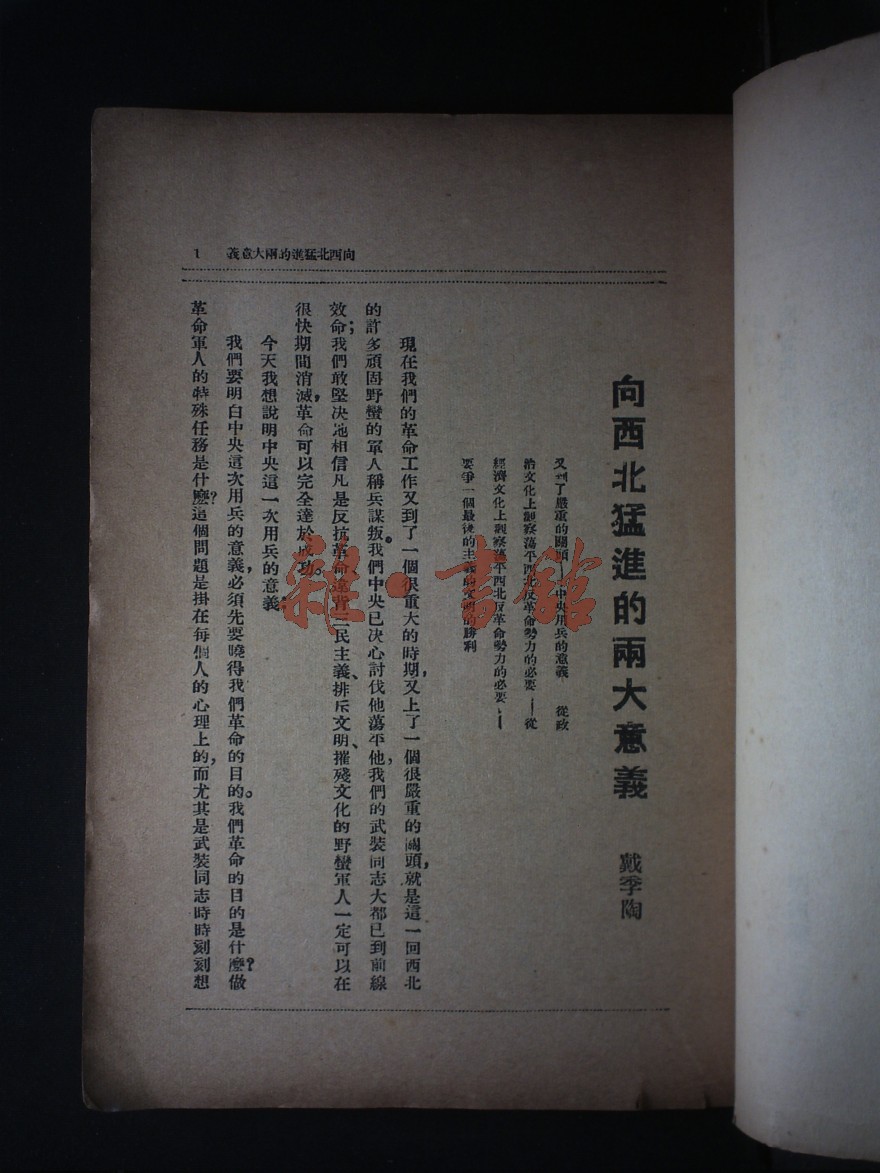 向西北猛進的兩大意義 1
向西北猛進的兩大意義 戴季陶
又到了嚴重的關頭——中央用兵的意義——從政
治文化上觀察蕩平西北反革命勢力的必要——從
經濟文化上觀察蕩平西北反革命勢力的必要——
要爭一個最後的主義的文明的勝利
現在我們的革命工作又到了一個很重大的時期,又上了一個很嚴重的關頭,就是這一回西北
的許多頑固野蠻的軍人稱兵謀叛。我們中央已決心討伐他蕩平他,我們的武裝同志大都已到前線
效命;我們敢堅決地相信凡是反抗革命違背三民主義、排斥文明、摧殘文化的野蠻軍人一定可以在
很快期間消滅,革命可以完全達於成功。
今天我想說明中央這一次用兵的意義。
我們要明白中央這次用兵的意義,必須先要曉得我們革命的目的。我們革命的目的是什麼?做
革命軍人的特殊任務是什麼?這個問題是掛在每個人的心理上的,而尤其是武裝同志時時刻刻想
雜·書館